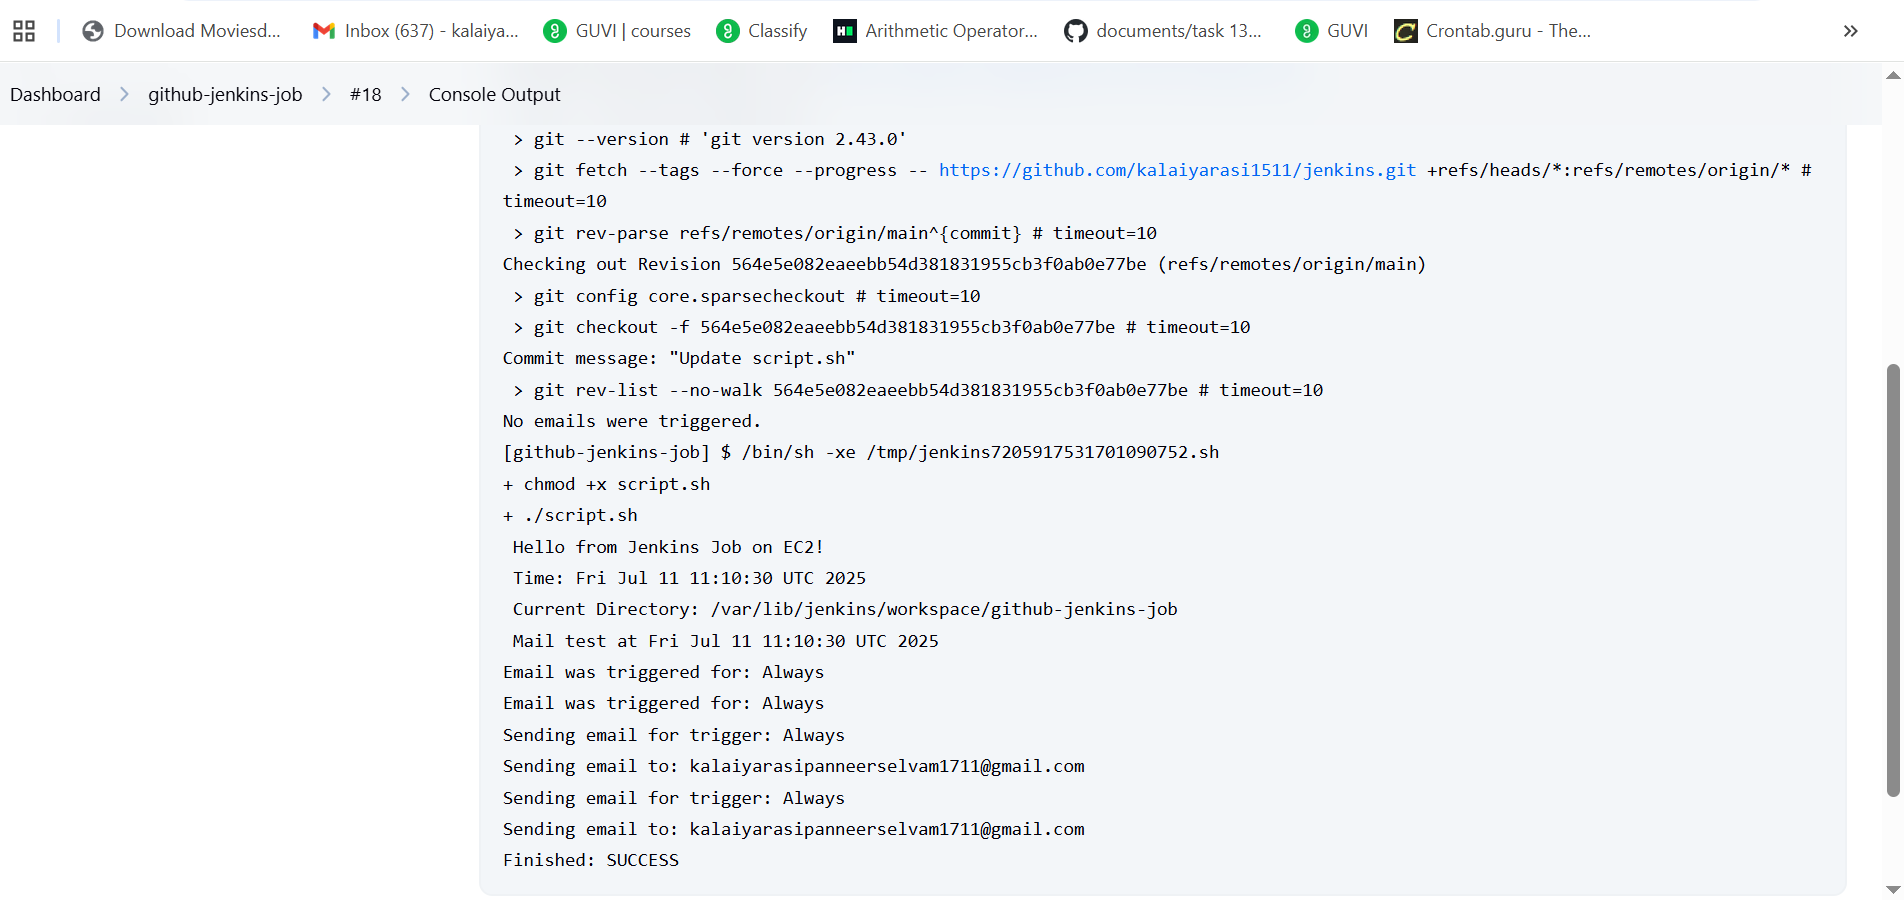 Download Moviesd... Inbox (637) - kalaiya... GUVI | courses Classify Arithmetic Operator... documents/task 13... GUVI Crontab.guru - The...
Dashboard github-jenkins-job #18 Console Output
> git --version # 'git version 2.43.0'
> git fetch --tags --force --progress -- https://github.com/kalaiyarasi1511/jenkins.git +refs/heads/*:refs/remotes/origin/* #
timeout=10
> git rev-parse refs/remotes/origin/main^{commit} # timeout=10
Checking out Revision 564e5e082eaeebb54d381831955cb3f0ab0e77be (refs/remotes/origin/main)
> git config core.sparsecheckout # timeout=10
> git checkout -f 564e5e082eaeebb54d381831955cb3f0ab0e77be # timeout=10
Commit message: "Update script.sh"
> git rev-list --no-walk 564e5e082eaeebb54d381831955cb3f0ab0e77be # timeout=10
No emails were triggered.
[github-jenkins-job] $ /bin/sh -xe /tmp/jenkins7205917531701090752.sh
+ chmod +x script.sh
+ ./script.sh
Hello from Jenkins Job on EC2!
Time: Fri Jul 11 11:10:30 UTC 2025
Current Directory: /var/lib/jenkins/workspace/github-jenkins-job
Mail test at Fri Jul 11 11:10:30 UTC 2025
Email was triggered for: Always
Email was triggered for: Always
Sending email for trigger: Always
Sending email to: kalaiyarasipanneerselvam1711@gmail.com
Sending email for trigger: Always
Sending email to: kalaiyarasipanneerselvam1711@gmail.com
Finished: SUCCESS